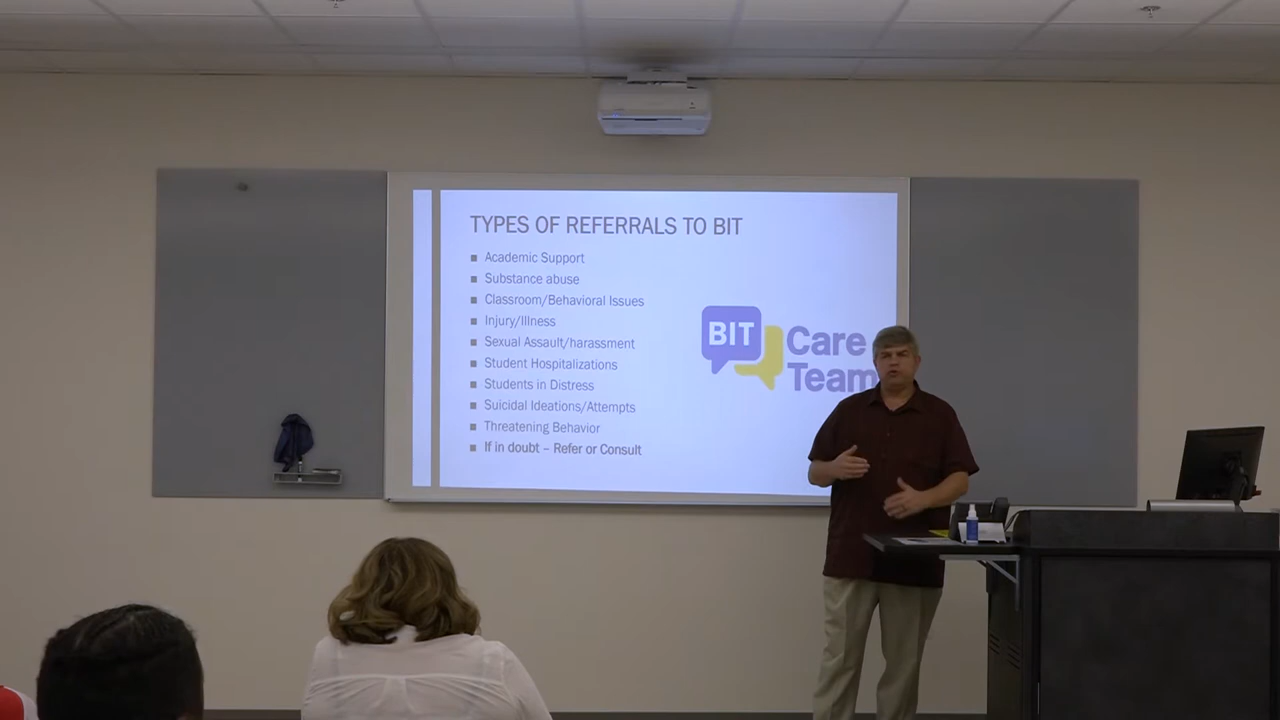 TYPES OF REFERRALS TO BIT
Academic Support
Substance abuse
Classroom/Behavioral Issues
Injury/Illness
Sexual Assault/harassment
Student Hospitalizations
Students in Distress
Suicidal Ideations/Attempts
Threatening Behavior
If in doubt – Refer or Consult
BIT
Care
Team